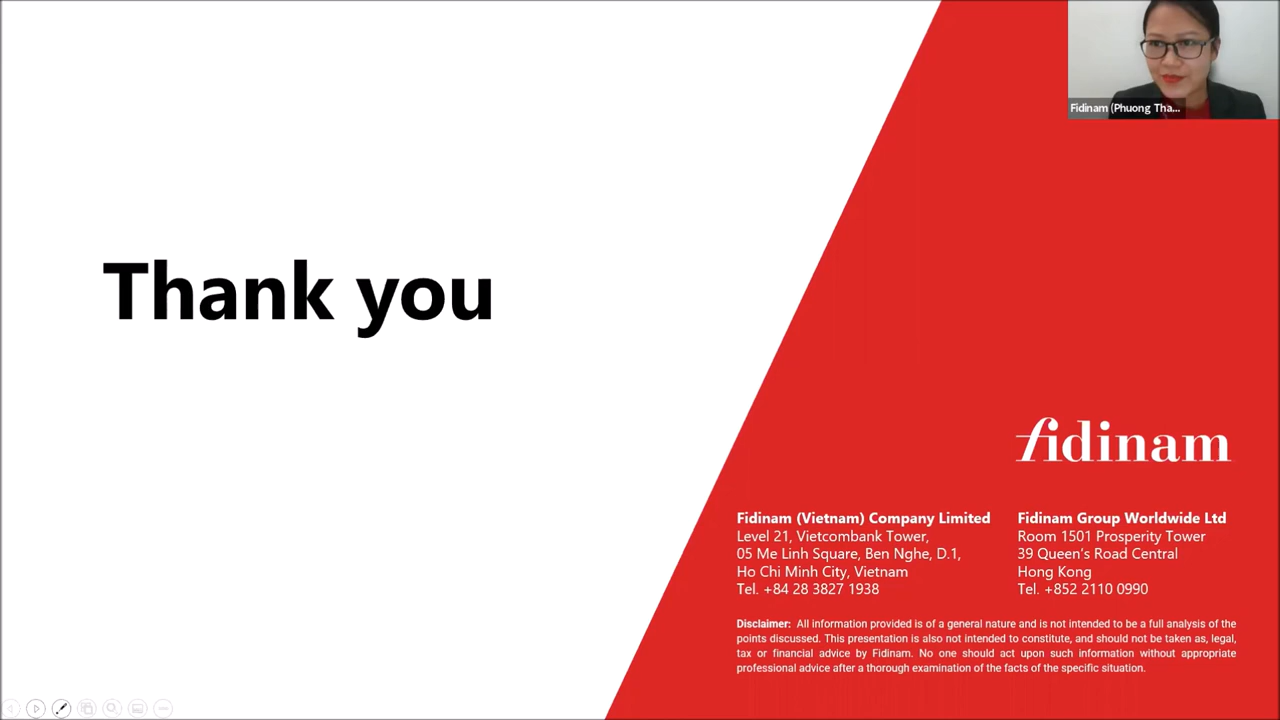 Fidinam (Phuong Tha...
Thank you
fidinam
Fidinam (Vietnam) Company Limited
Level 21, Vietcombank Tower,
05 Me Linh Square, Ben Nghe, D.1,
Ho Chi Minh City, Vietnam
Tel. +84 28 3827 1938
Fidinam Group Worldwide Ltd
Room 1501 Prosperity Tower
39 Queen's Road Central
Hong Kong
Tel. +852 2110 0990
Disclaimer: All information provided is of a general nature and is not intended to be a full analysis of the
points discussed. This presentation is also not intended to constitute, and should not be taken as, legal,
tax or financial advice by Fidinam. No one should act upon such information without appropriate
professional advice after a thorough examination of the facts of the specific situation.